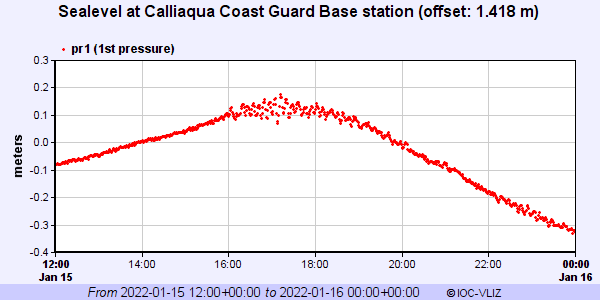 Sealevel at Calliaqua Coast Guard Base station (offset: 1.418 m)
pr1 (1st pressure)
meters
0.3
0.2
0.1
0.0
-0.1
-0.2
-0.3
-0.4
12:00 14:00 16:00 18:00 20:00 22:00 00:00
Jan 15 Jan 16
From 2022-01-15 12:00+00:00 to 2022-01-16 00:00+00:00 © IOC-VLIZ